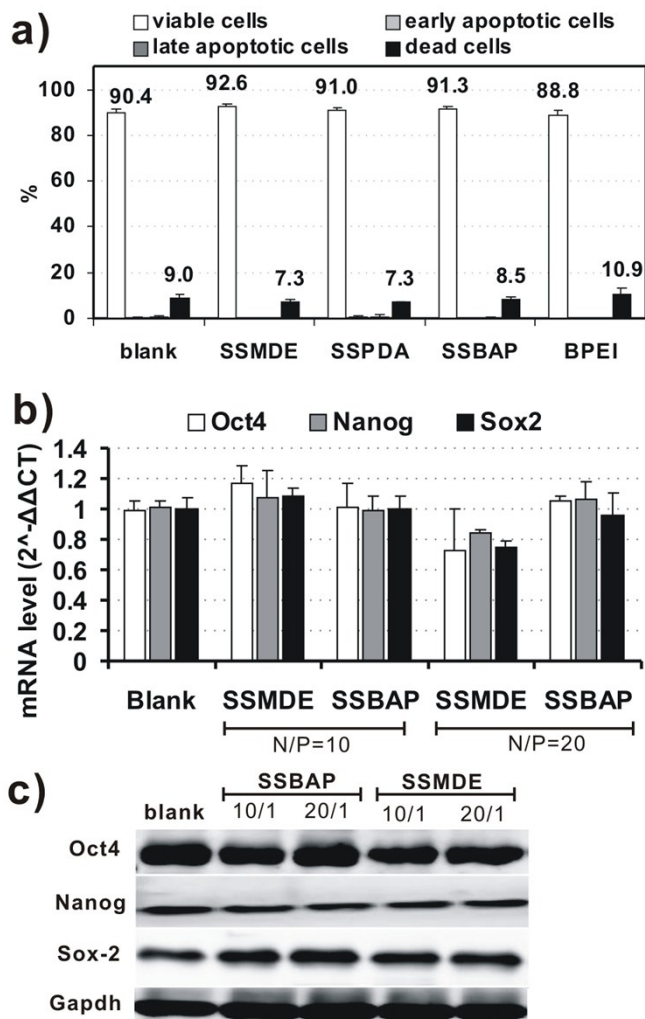 a)
viable cells early apoptotic cells
late apoptotic cells dead cells
100
80
60
40
20
0
%
90.4 92.6 91.0 91.3 88.8
9.0 7.3 7.3 8.5 10.9
blank SSMDE SSPDA SSBAP BPEI
b)
Oct4 Nanog Sox2
1.4
1.2
1
0.8
0.6
0.4
0.2
0
mRNA level (2^-ΔΔCT)
Blank SSMDE SSBAP SSMDE SSBAP
N/P=10 N/P=20
c)
SSBAP SSMDE
blank 10/1 20/1 10/1 20/1
Oct4
Nanog
Sox-2
Gapdh